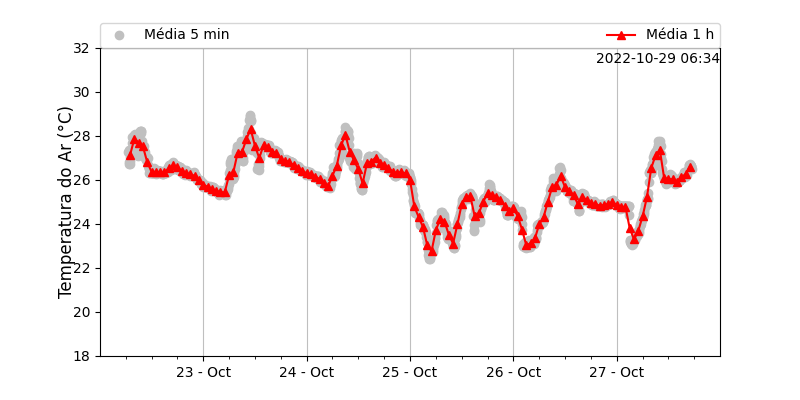 Média 5 min
Média 1 h
2022-10-29 06:34
Temperatura do Ar (°C)
32
30
28
26
24
22
20
18
23 - Oct
24 - Oct
25 - Oct
26 - Oct
27 - Oct